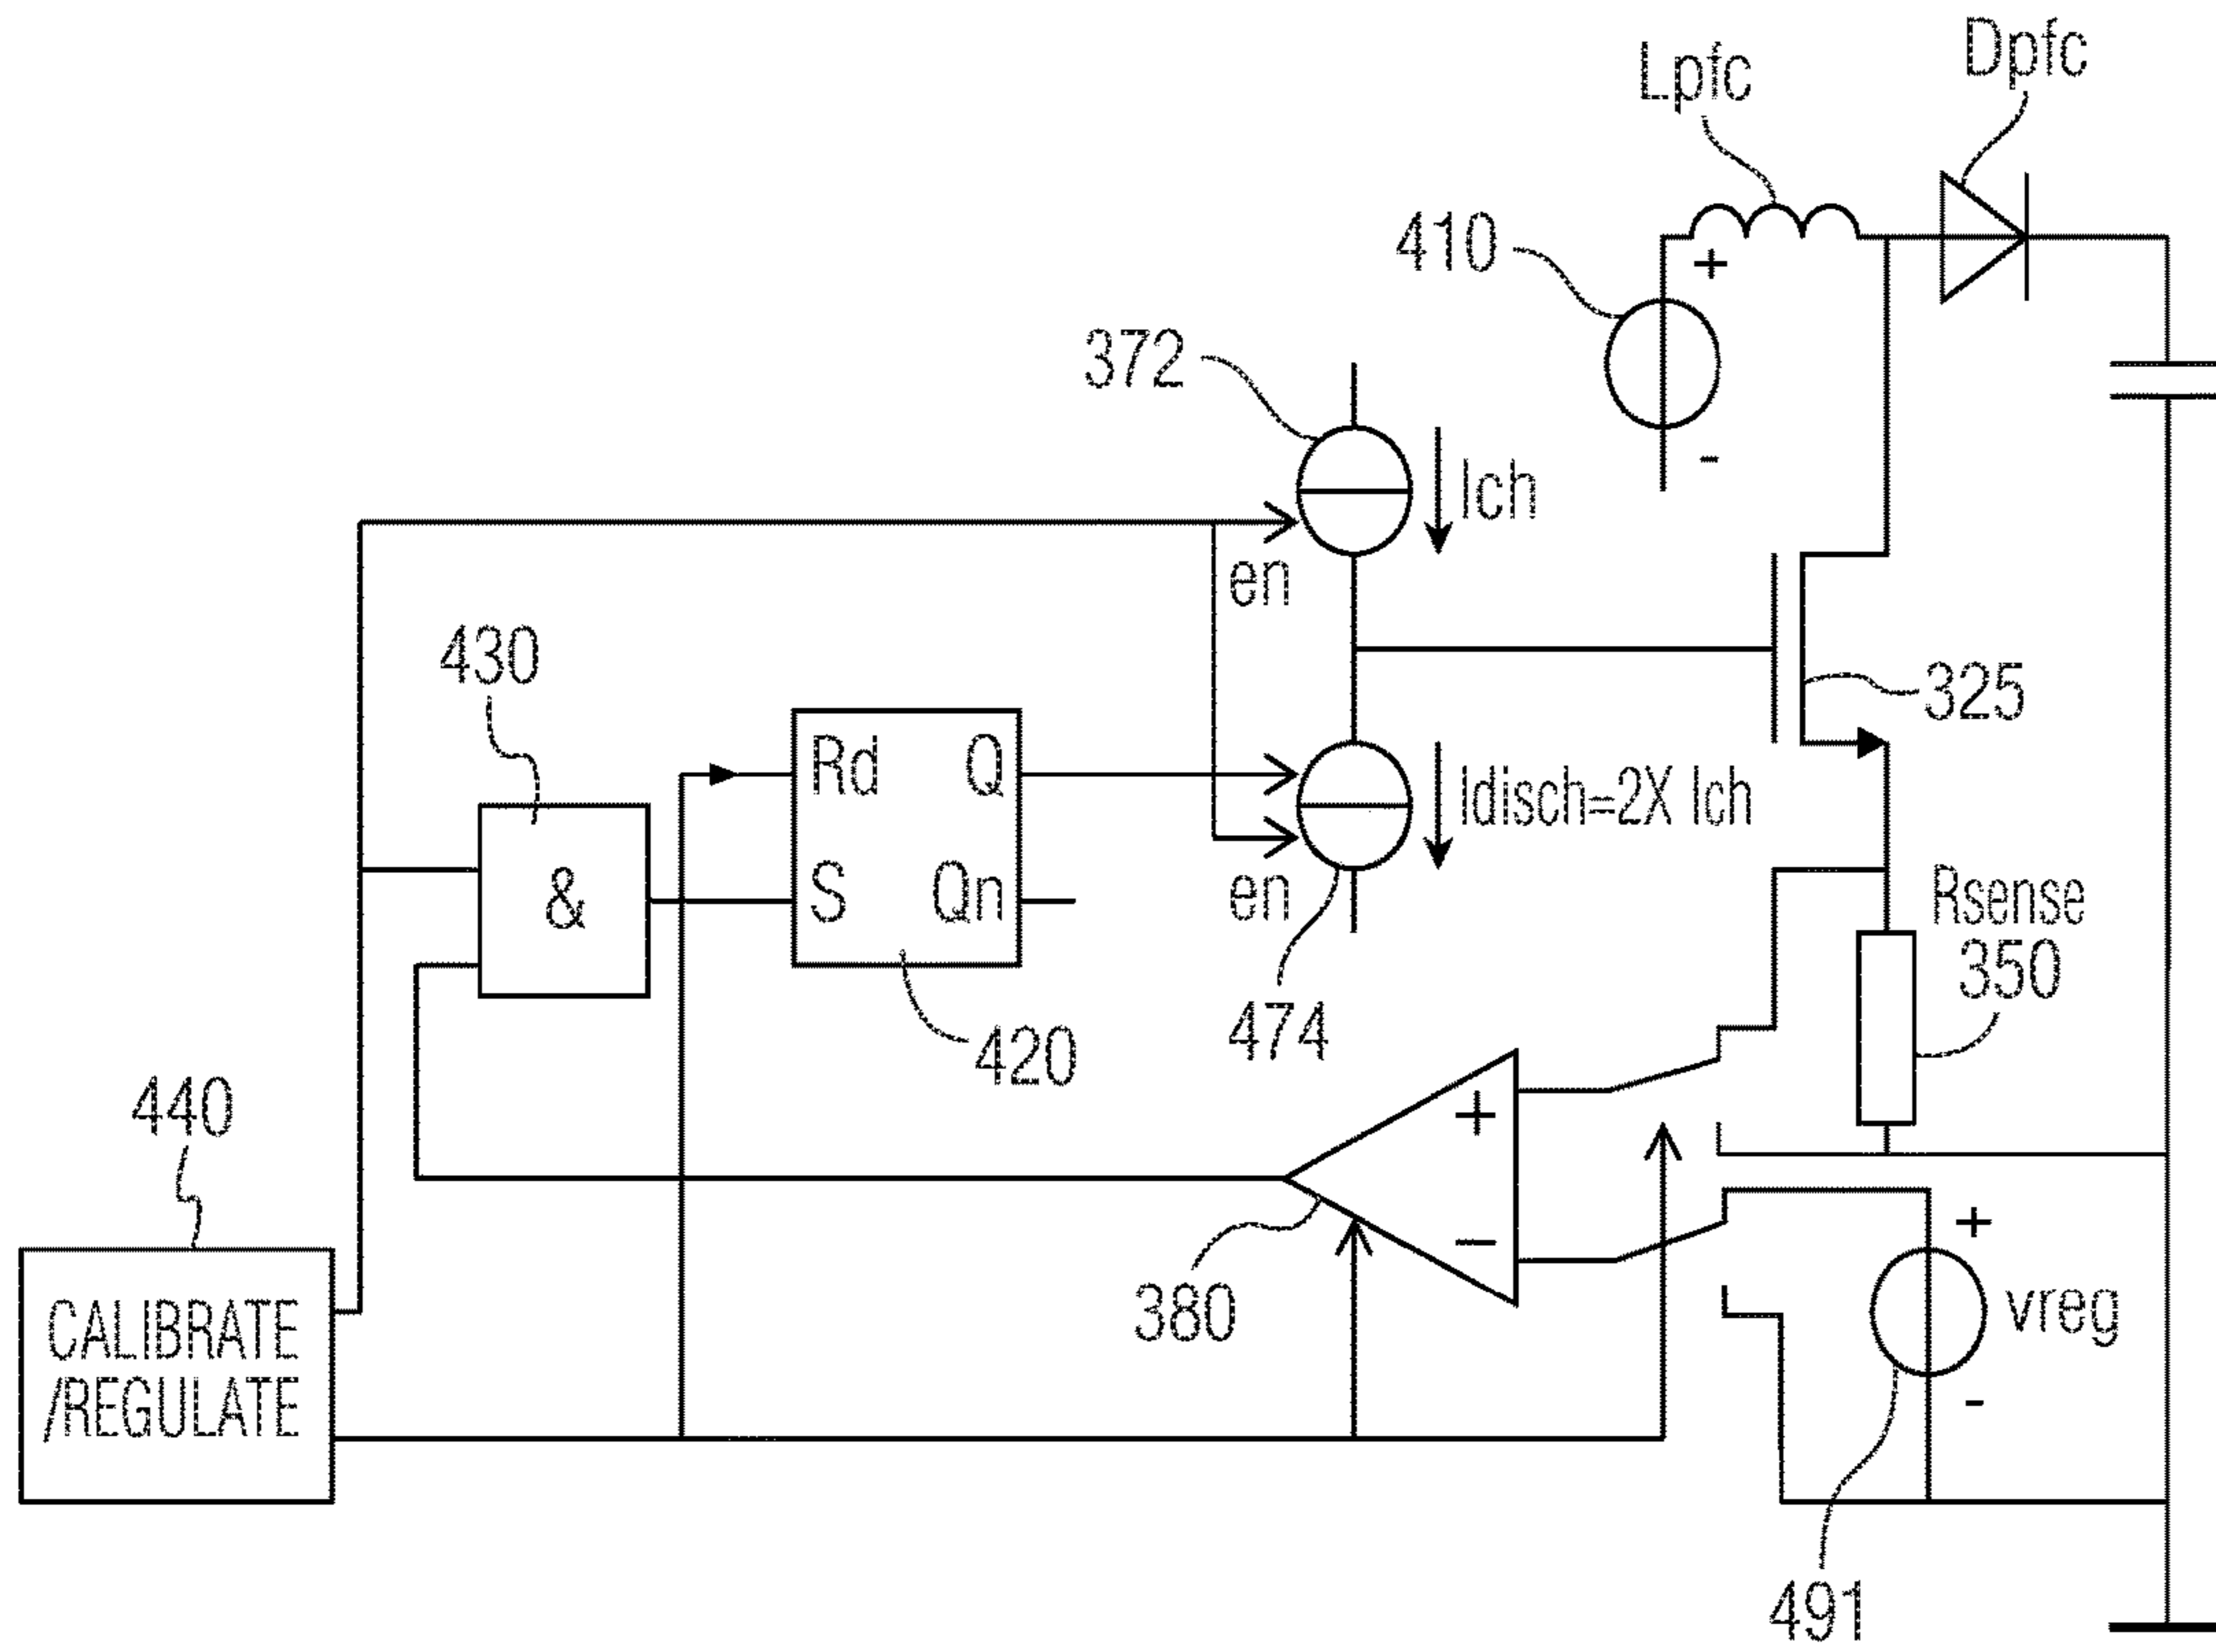 Lpfc
Dpfc
410
+
-
372
Ich
en
430
325
Rd
Q
Idisch=2X Ich
&
S
Qn
en
Rsense
350
474
420
440
+
-
380
+
vreg
-
CALIBRATE
/REGULATE
491